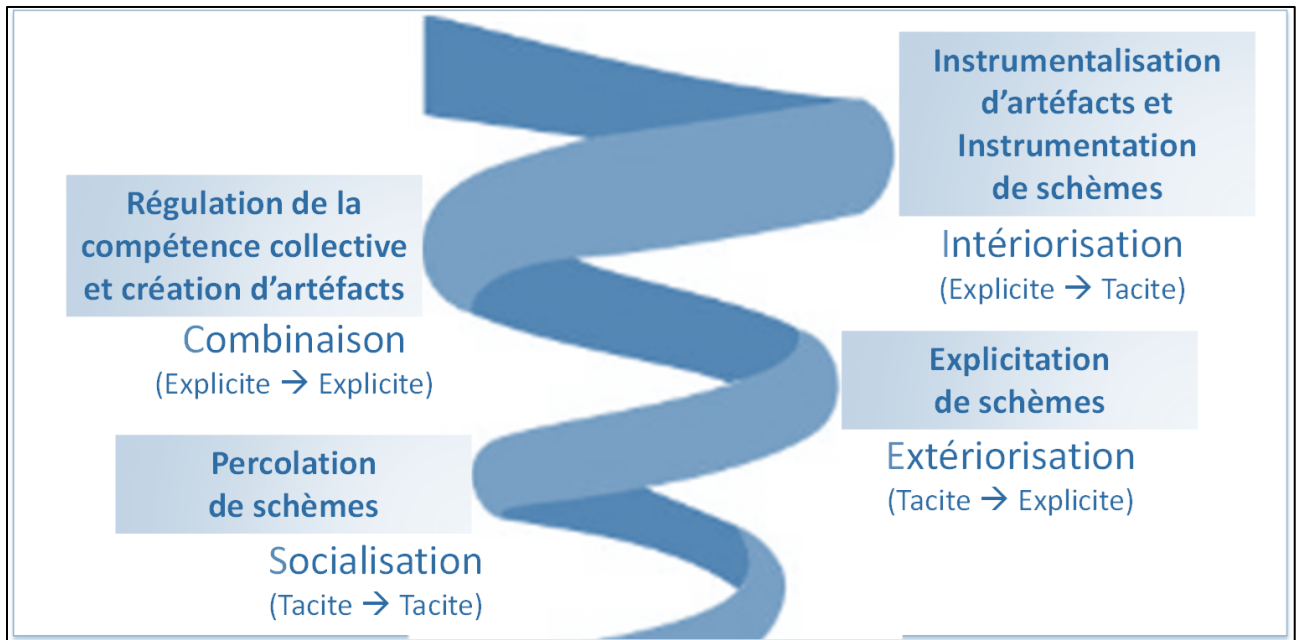 Instrumentalisation
d’artéfacts et
Instrumentation
de schèmes
Intériorisation
(Explicite → Tacite)
Régulation de la
compétence collective
et création d’artéfacts
Combinaison
(Explicite → Explicite)
Explicitation
de schèmes
Extériorisation
(Tacite → Explicite)
Percolation
de schèmes
Socialisation
(Tacite → Tacite)